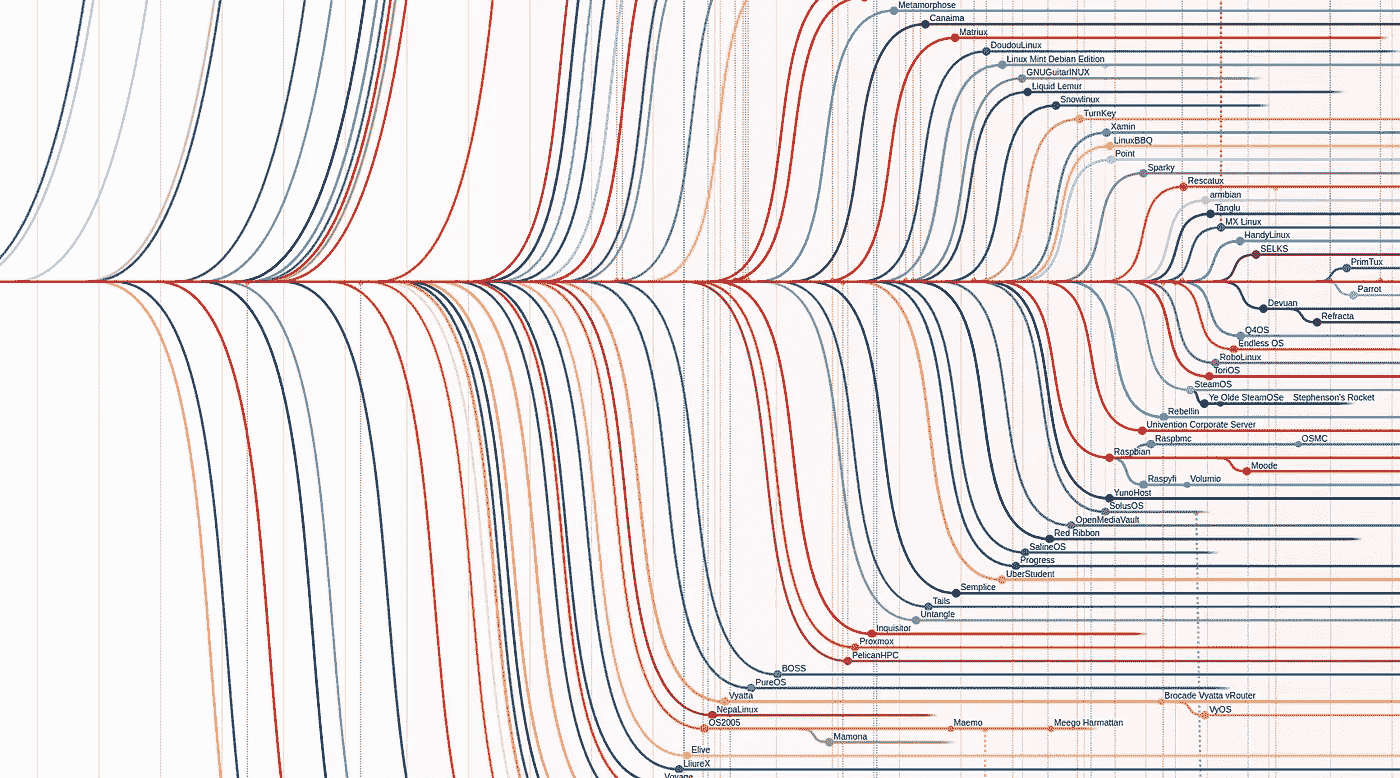 Metamorphose
Canaima
Matriux
DoudouLinux
Linux Mint Debian Edition
GNUGuitarINUX
Liquid Lemur
Snowlinux
TurnKey
Xamin
LinuxBBQ
Point
Sparky
Rescatux
armbian
Tanglu
MX Linux
HandyLinux
SELKS
PrimTux
Parrot
Devuan
Refracta
Q4OS
Endless OS
RoboLinux
ToriOS
SteamOS
Ye Olde SteamOSe Stephenson's Rocket
Rebellin
Univention Corporate Server
Raspbmc OSMC
Raspbian
Moode
Raspyfi Volumio
YunoHost
SolusOS
OpenMediaVault
Red Ribbon
SalineOS
Progress
UberStudent
Semplice
Tails
Untangle
Inquisitor
Proxmox
PelicanHPC
BOSS
PureOS
Vyatta Brocade Vyatta vRouter
NepaLinux VyOS
OS2005 Maemo Meego Harmattan
Mamona
Elive
LliureX
Voyage